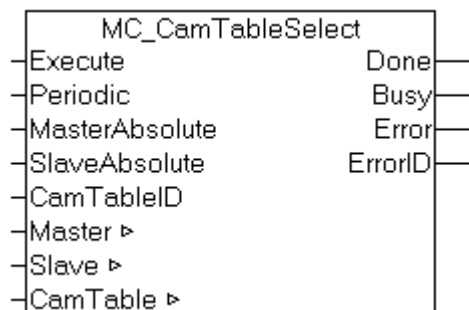 MC_CamTableSelect
Execute Done
Periodic Busy
MasterAbsolute Error
SlaveAbsolute ErrorID
CamTableID
Master
Slave
CamTable